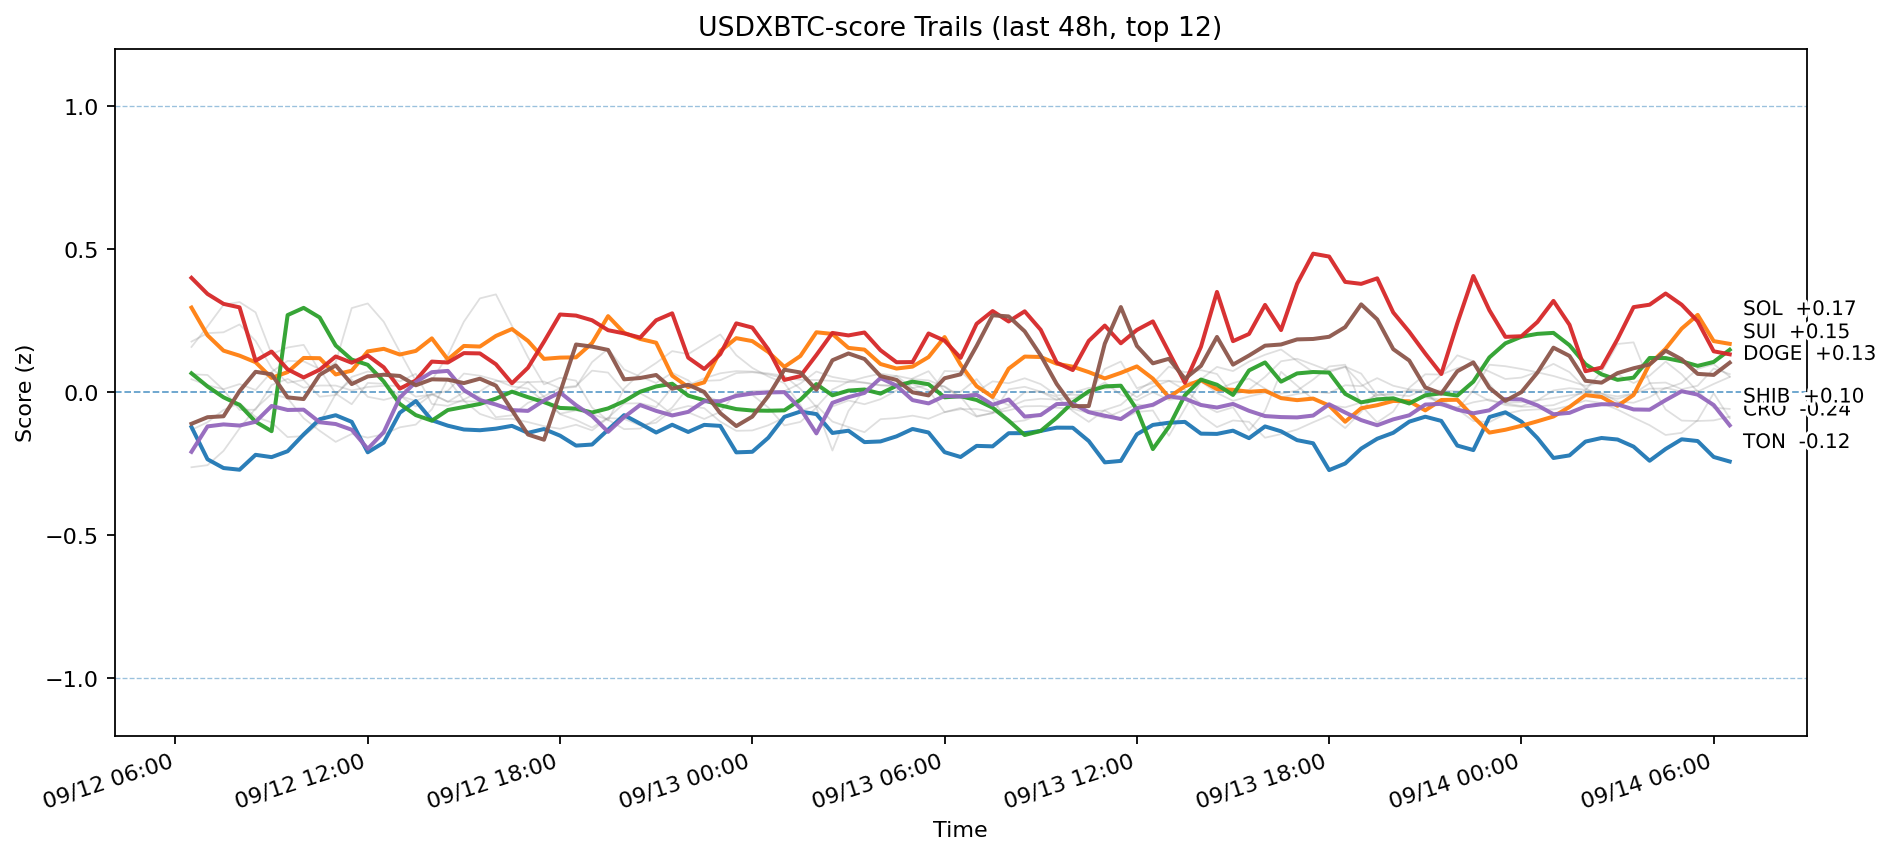 USDXBTC-score Trails (last 48h, top 12)
Score (z)
1.0
0.5
0.0
−0.5
−1.0
SOL +0.17
SUI +0.15
DOGE +0.13
SHIB +0.10
CRO -0.24
TON -0.12
09/12 06:00
09/12 12:00
09/12 18:00
09/13 00:00
09/13 06:00
09/13 12:00
09/13 18:00
09/14 00:00
09/14 06:00
Time